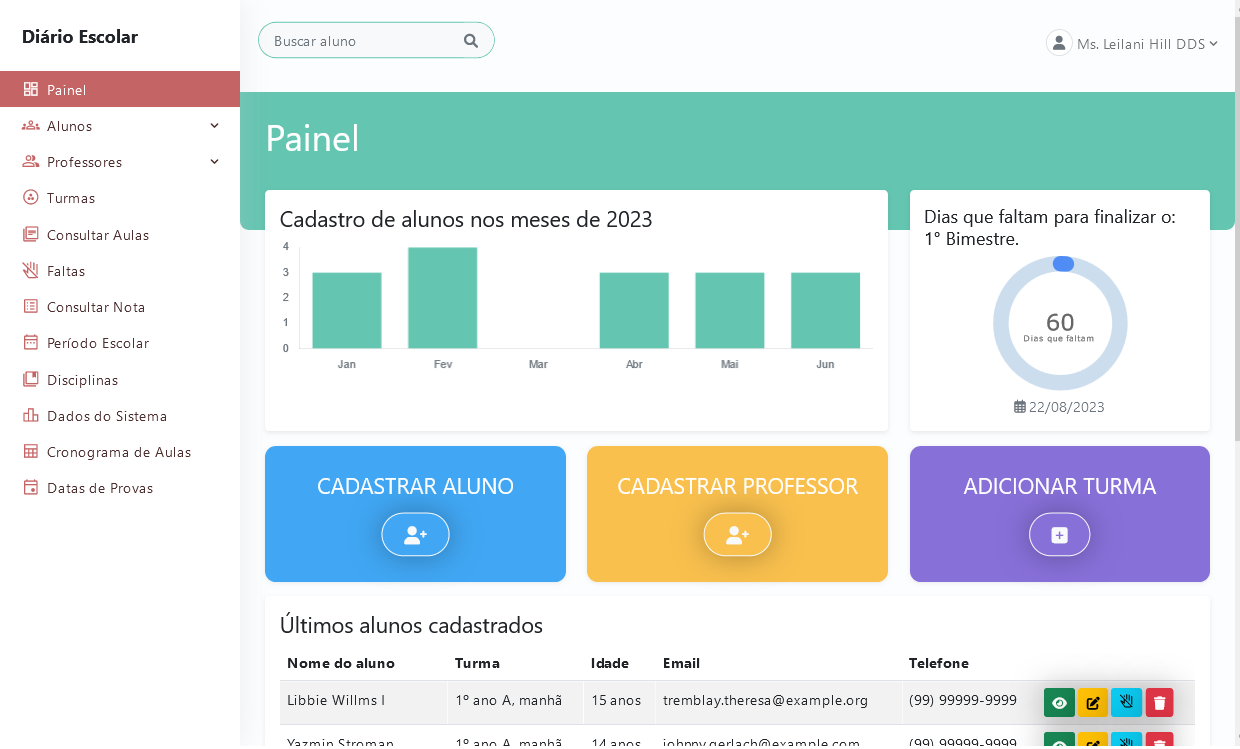 Diário Escolar
Buscar aluno
Ms. Leilani Hill DDS
Painel
Alunos
Professores
Turmas
Consultar Aulas
Faltas
Consultar Nota
Período Escolar
Disciplinas
Dados do Sistema
Cronograma de Aulas
Datas de Provas
Painel
Cadastro de alunos nos meses de 2023
4
3
2
1
0
Jan Fev Mar Abr Mai Jun
Dias que faltam para finalizar o:
1° Bimestre.
60
Dias que faltam
22/08/2023
CADASTRAR ALUNO
CADASTRAR PROFESSOR
ADICIONAR TURMA
Últimos alunos cadastrados
Nome do aluno Turma Idade Email Telefone
Libbie Willms I 1º ano A, manhã 15 anos tremblay.theresa@example.org (99) 99999-9999
Yazmin Stroman 1º ano A, manhã 14 anos johnny.gerlach@example.com (99) 99999-9999